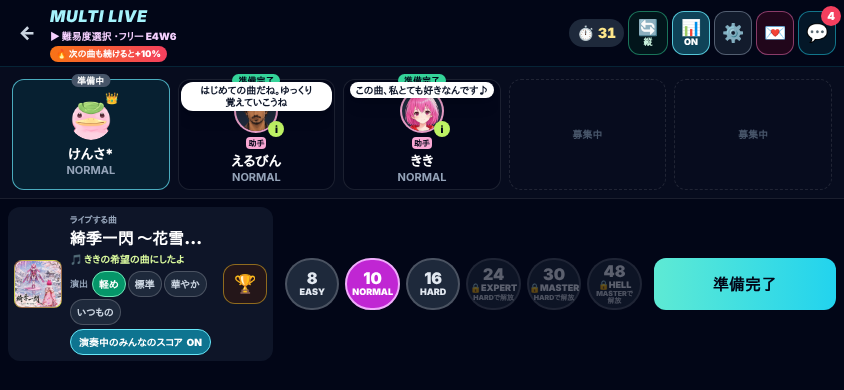 MULTI LIVE
▶ 難易度選択・フリー E4W6
🔥 次の曲も続けると+10%
⏱ 31
縦
ON
4
準備中
けんさ*
NORMAL
準備完了
はじめての曲だね。ゆっくり
覚えていこうね
i
助手
えるびん
NORMAL
準備完了
この曲、私とても好きなんです♪
i
助手
きき
NORMAL
募集中
募集中
ライブする曲
綺季一閃 〜花雪…
🎵 ききの希望の曲にしたよ
演出
軽め
標準
華やか
いつもの
演奏中のみんなのスコア ON
8
EASY
10
NORMAL
16
HARD
24
🔒EXPERT
HARDで解放
30
🔒MASTER
HARDで解放
48
🔒HELL
MASTERで
解放
準備完了